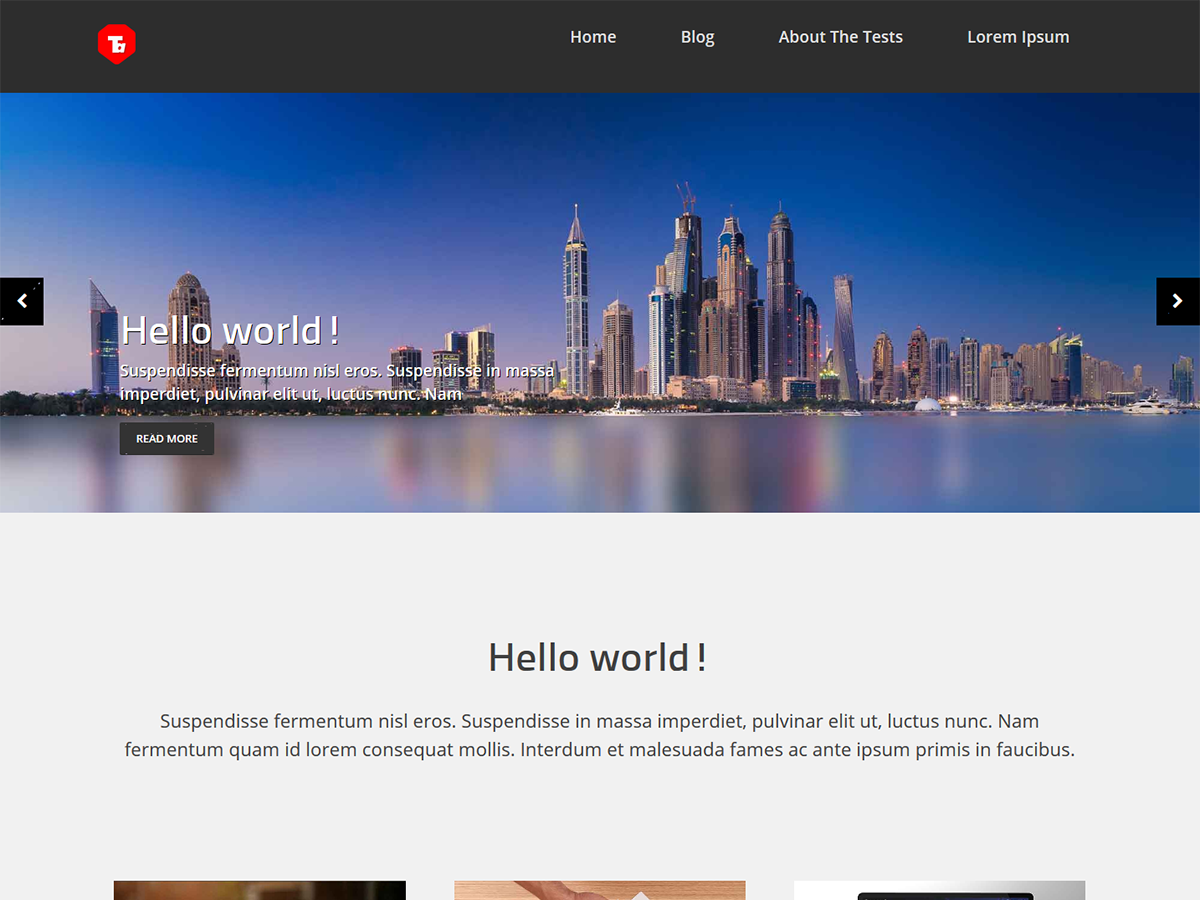 Home Blog About The Tests Lorem Ipsum
Hello world !
Suspendisse fermentum nisl eros. Suspendisse in massa
imperdiet, pulvinar elit ut, luctus nunc. Nam
READ MORE
Hello world !
Suspendisse fermentum nisl eros. Suspendisse in massa imperdiet, pulvinar elit ut, luctus nunc. Nam
fermentum quam id lorem consequat mollis. Interdum et malesuada fames ac ante ipsum primis in faucibus.